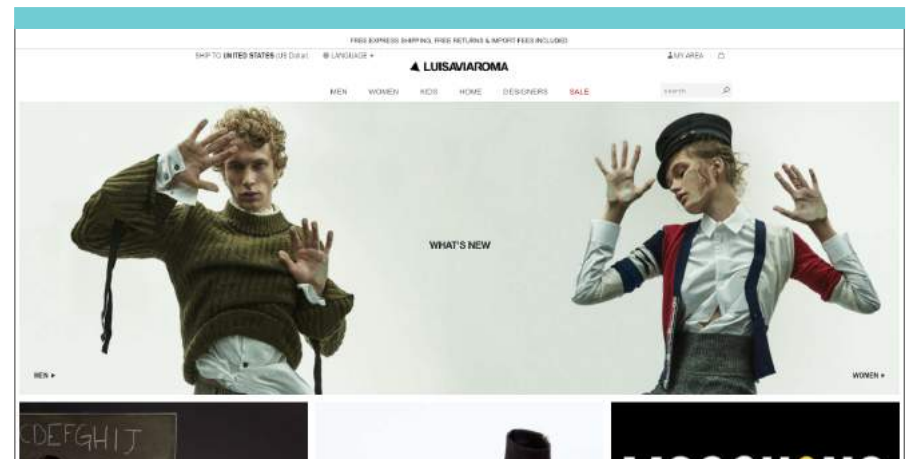 FREE EXPRESS SHIPPING, FREE RETURNS & IMPORT FEES INCLUDED
SHIP TO UNITED STATES (US Dollar)
LANGUAGE
MY AREA
LUISAVIAROMA
MEN WOMEN KIDS HOME DESIGNERS SALE
search
WHAT'S NEW
MEN
WOMEN
CDEFGHIJ